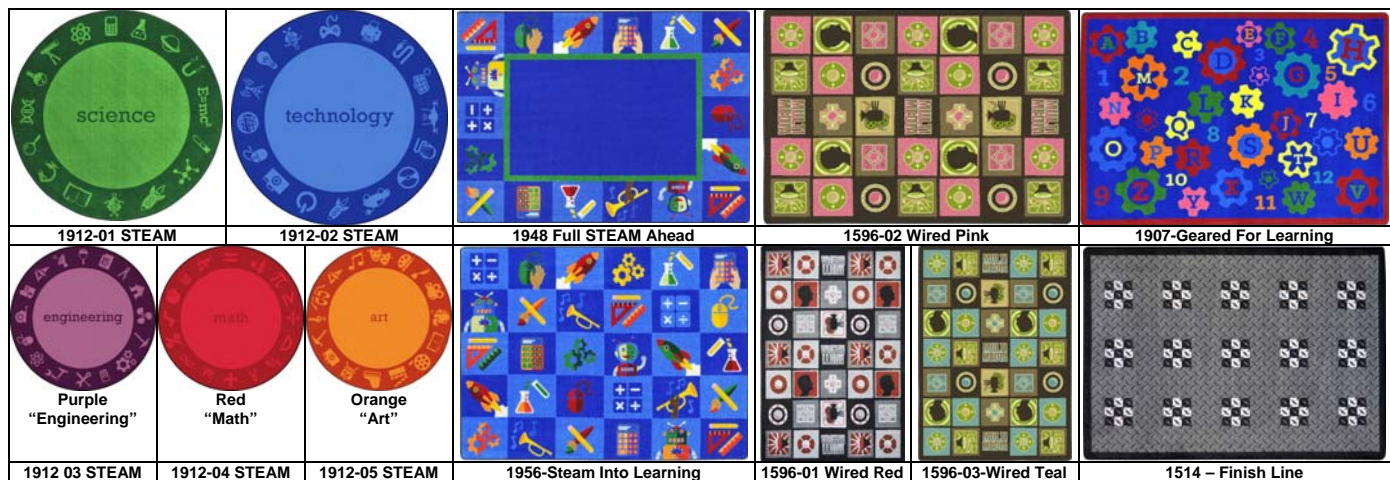 science
E=mc²
technology
1912-01 STEAM
1912-02 STEAM
1948 Full STEAM Ahead
1596-02 Wired Pink
A B C D E F 4 H
1 M 2 3 G 5
N L K I 6
O Q 8 J 7
P R S T U
9 Z 10 Y X 11 W 12 V
1907-Geared For Learning
engineering
math
art
Purple
“Engineering”
Red
“Math”
Orange
“Art”
1912 03 STEAM
1912-04 STEAM
1912-05 STEAM
1956-Steam Into Learning
1596-01 Wired Red
1596-03-Wired Teal
1514 – Finish Line